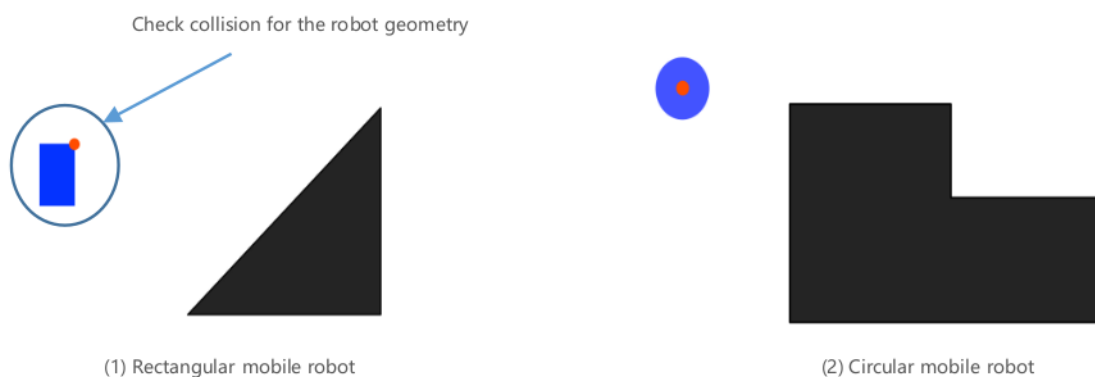 Check collision for the robot geometry
(1) Rectangular mobile robot
(2) Circular mobile robot